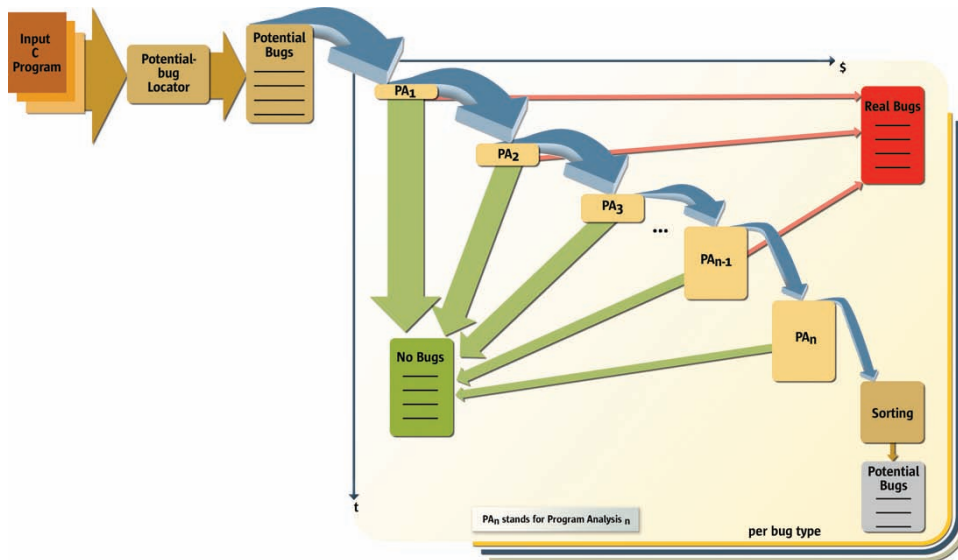 Input
C
Program
Potential-
bug
Locator
Potential
Bugs
$
PA1
Real Bugs
PA2
PA3
...
PAn-1
PAn
No Bugs
Sorting
Potential
Bugs
t
PAn stands for Program Analysis n
per bug type